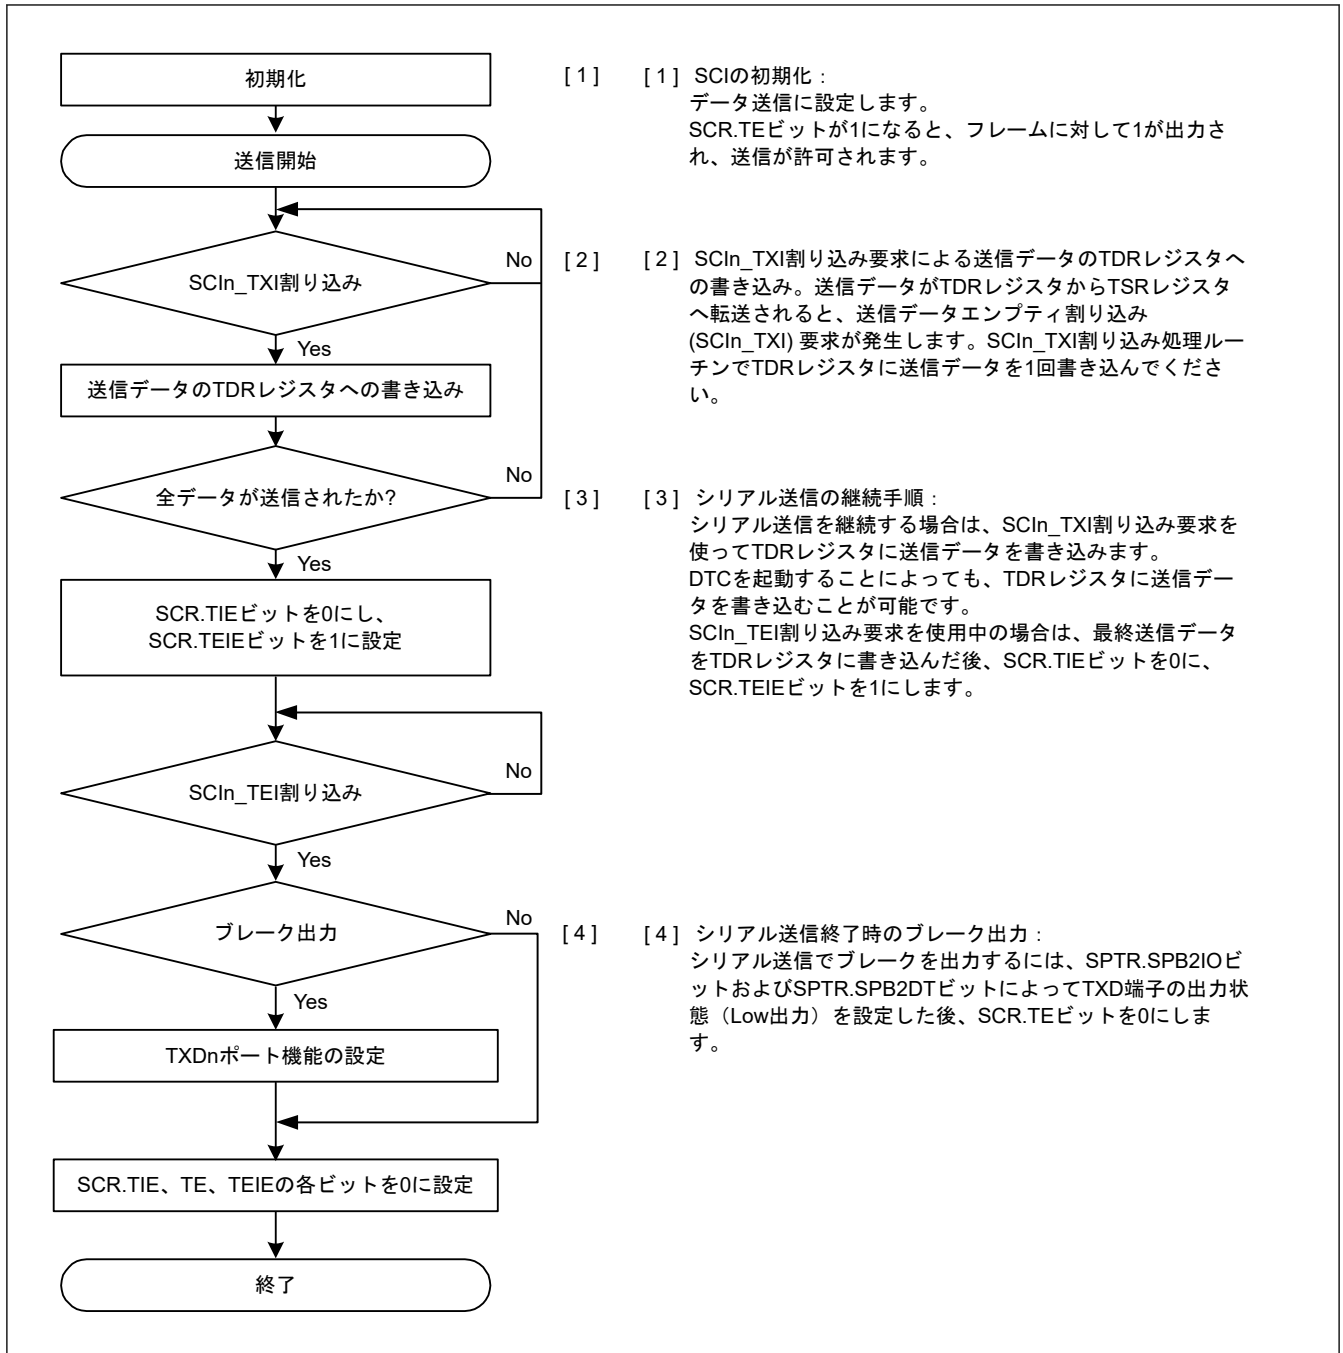 初期化
[ 1 ]
[ 1 ] SCIの初期化：
データ送信に設定します。
SCR.TEビットが1になると、フレームに対して1が出力さ
れ、送信が許可されます。
送信開始
SCIn_TXI割り込み
No
Yes
[ 2 ]
[ 2 ] SCIn_TXI割り込み要求による送信データのTDRレジスタへ
の書き込み。送信データがTDRレジスタからTSRレジスタ
へ転送されると、送信データエンプティ割り込み
(SCIn_TXI) 要求が発生します。SCIn_TXI割り込み処理ルー
チンでTDRレジスタに送信データを1回書き込んでくださ
い。
送信データのTDRレジスタへの書き込み
全データが送信されたか?
No
Yes
[ 3 ]
[ 3 ] シリアル送信の継続手順：
シリアル送信を継続する場合は、SCIn_TXI割り込み要求を
使ってTDRレジスタに送信データを書き込みます。
DTCを起動することによっても、TDRレジスタに送信デー
タを書き込むことが可能です。
SCIn_TEI割り込み要求を使用中の場合は、最終送信データ
をTDRレジスタに書き込んだ後、SCR.TIEビットを0に、
SCR.TEIEビットを1にします。
SCR.TIEビットを0にし、
SCR.TEIEビットを1に設定
SCIn_TEI割り込み
No
Yes
ブレーク出力
No
Yes
[ 4 ]
[ 4 ] シリアル送信終了時のブレーク出力：
シリアル送信でブレークを出力するには、SPTR.SPB2IOビ
ットおよびSPTR.SPB2DTビットによってTXD端子の出力状
態（Low出力）を設定した後、SCR.TEビットを0にしま
す。
TXDnポート機能の設定
SCR.TIE、TE、TEIEの各ビットを0に設定
終了